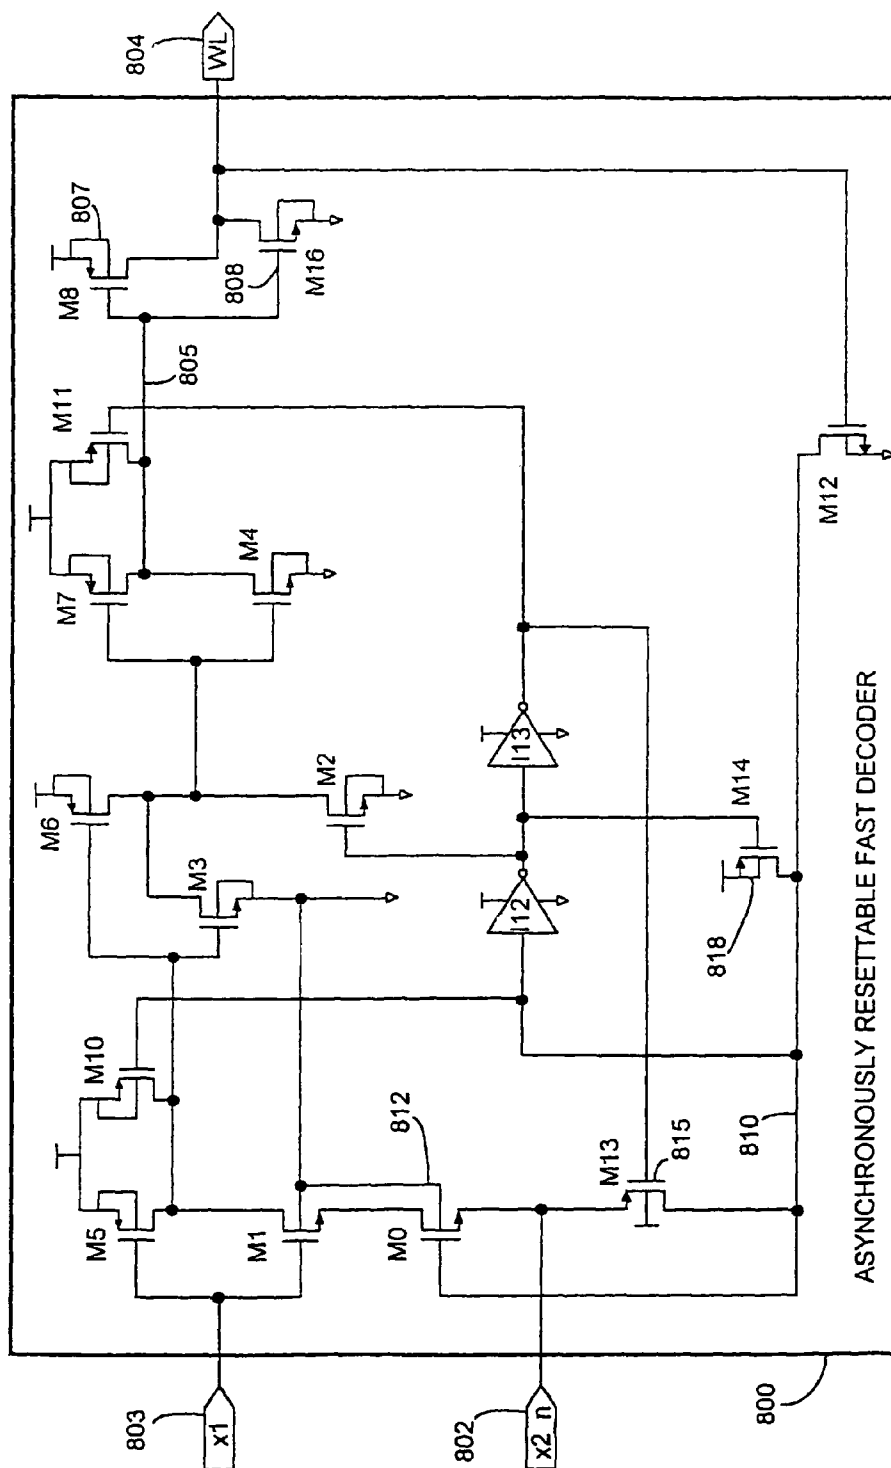 804
WL
807
M8
808
M16
805
M11
M7
M4
M6
M3
M2
M10
M5
M1
M0
812
I12
I13
M14
818
M13
815
810
M12
803
x1
802
x2_n
800
ASYNCHRONOUSLY RESETTABLE FAST DECODER